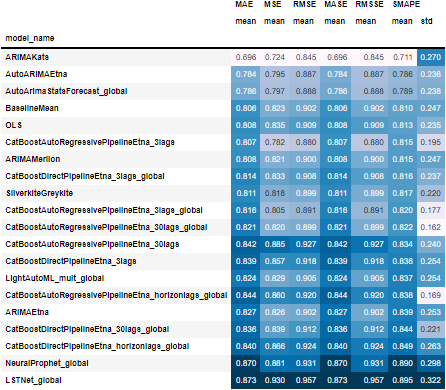 MAE MSE RMSE MASE RMSSE SMAPE
mean mean mean mean mean mean std
model_name
ARIMAKats 0.696 0.724 0.845 0.696 0.845 0.711 0.270
AutoARIMAEtna 0.784 0.795 0.887 0.784 0.887 0.786 0.238
AutoArimaStatsForecast_global 0.786 0.797 0.888 0.786 0.888 0.789 0.238
BaselineMean 0.806 0.823 0.902 0.806 0.902 0.810 0.247
OLS 0.808 0.835 0.909 0.808 0.909 0.813 0.235
CatBoostAutoRegressivePipelineEtna_3lags 0.807 0.782 0.880 0.807 0.880 0.815 0.195
ARIMAMerlion 0.808 0.821 0.900 0.808 0.900 0.815 0.247
CatBoostDirectPipelineEtna_3lags_global 0.814 0.833 0.908 0.814 0.908 0.816 0.237
SilverkiteGreykite 0.811 0.818 0.899 0.811 0.899 0.817 0.220
CatBoostAutoRegressivePipelineEtna_3lags_global 0.816 0.805 0.891 0.816 0.891 0.820 0.177
CatBoostAutoRegressivePipelineEtna_30lags_global 0.821 0.820 0.899 0.821 0.899 0.822 0.162
CatBoostAutoRegressivePipelineEtna_30lags 0.842 0.885 0.927 0.842 0.927 0.834 0.240
CatBoostDirectPipelineEtna_3lags 0.839 0.857 0.918 0.839 0.918 0.836 0.254
LightAutoML_mult_global 0.824 0.829 0.905 0.824 0.905 0.837 0.254
CatBoostAutoRegressivePipelineEtna_horizonlags_global 0.844 0.860 0.920 0.844 0.920 0.838 0.169
ARIMAEtna 0.827 0.826 0.902 0.827 0.902 0.839 0.253
CatBoostDirectPipelineEtna_30lags_global 0.836 0.839 0.912 0.836 0.912 0.844 0.221
CatBoostDirectPipelineEtna_horizonlags_global 0.840 0.866 0.924 0.840 0.924 0.849 0.263
NeuralProphet_global 0.870 0.881 0.931 0.870 0.931 0.890 0.298
LSTNet_global 0.873 0.930 0.957 0.873 0.957 0.895 0.322